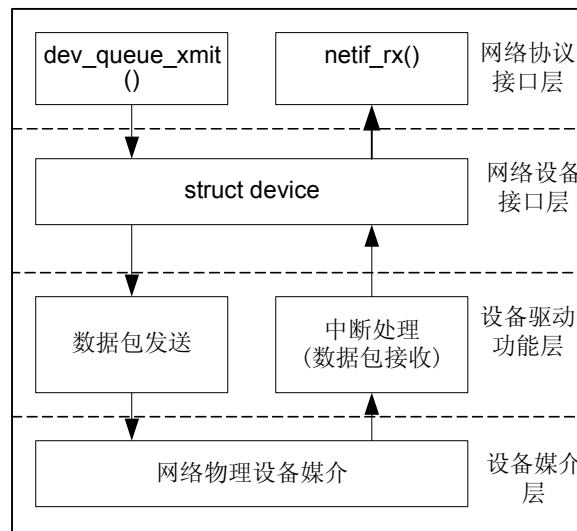 dev_queue_xmit
()
netif_rx()
网络协议
接口层
struct device
网络设备
接口层
数据包发送
中断处理
(数据包接收)
设备驱动
功能层
网络物理设备媒介
设备媒介
层